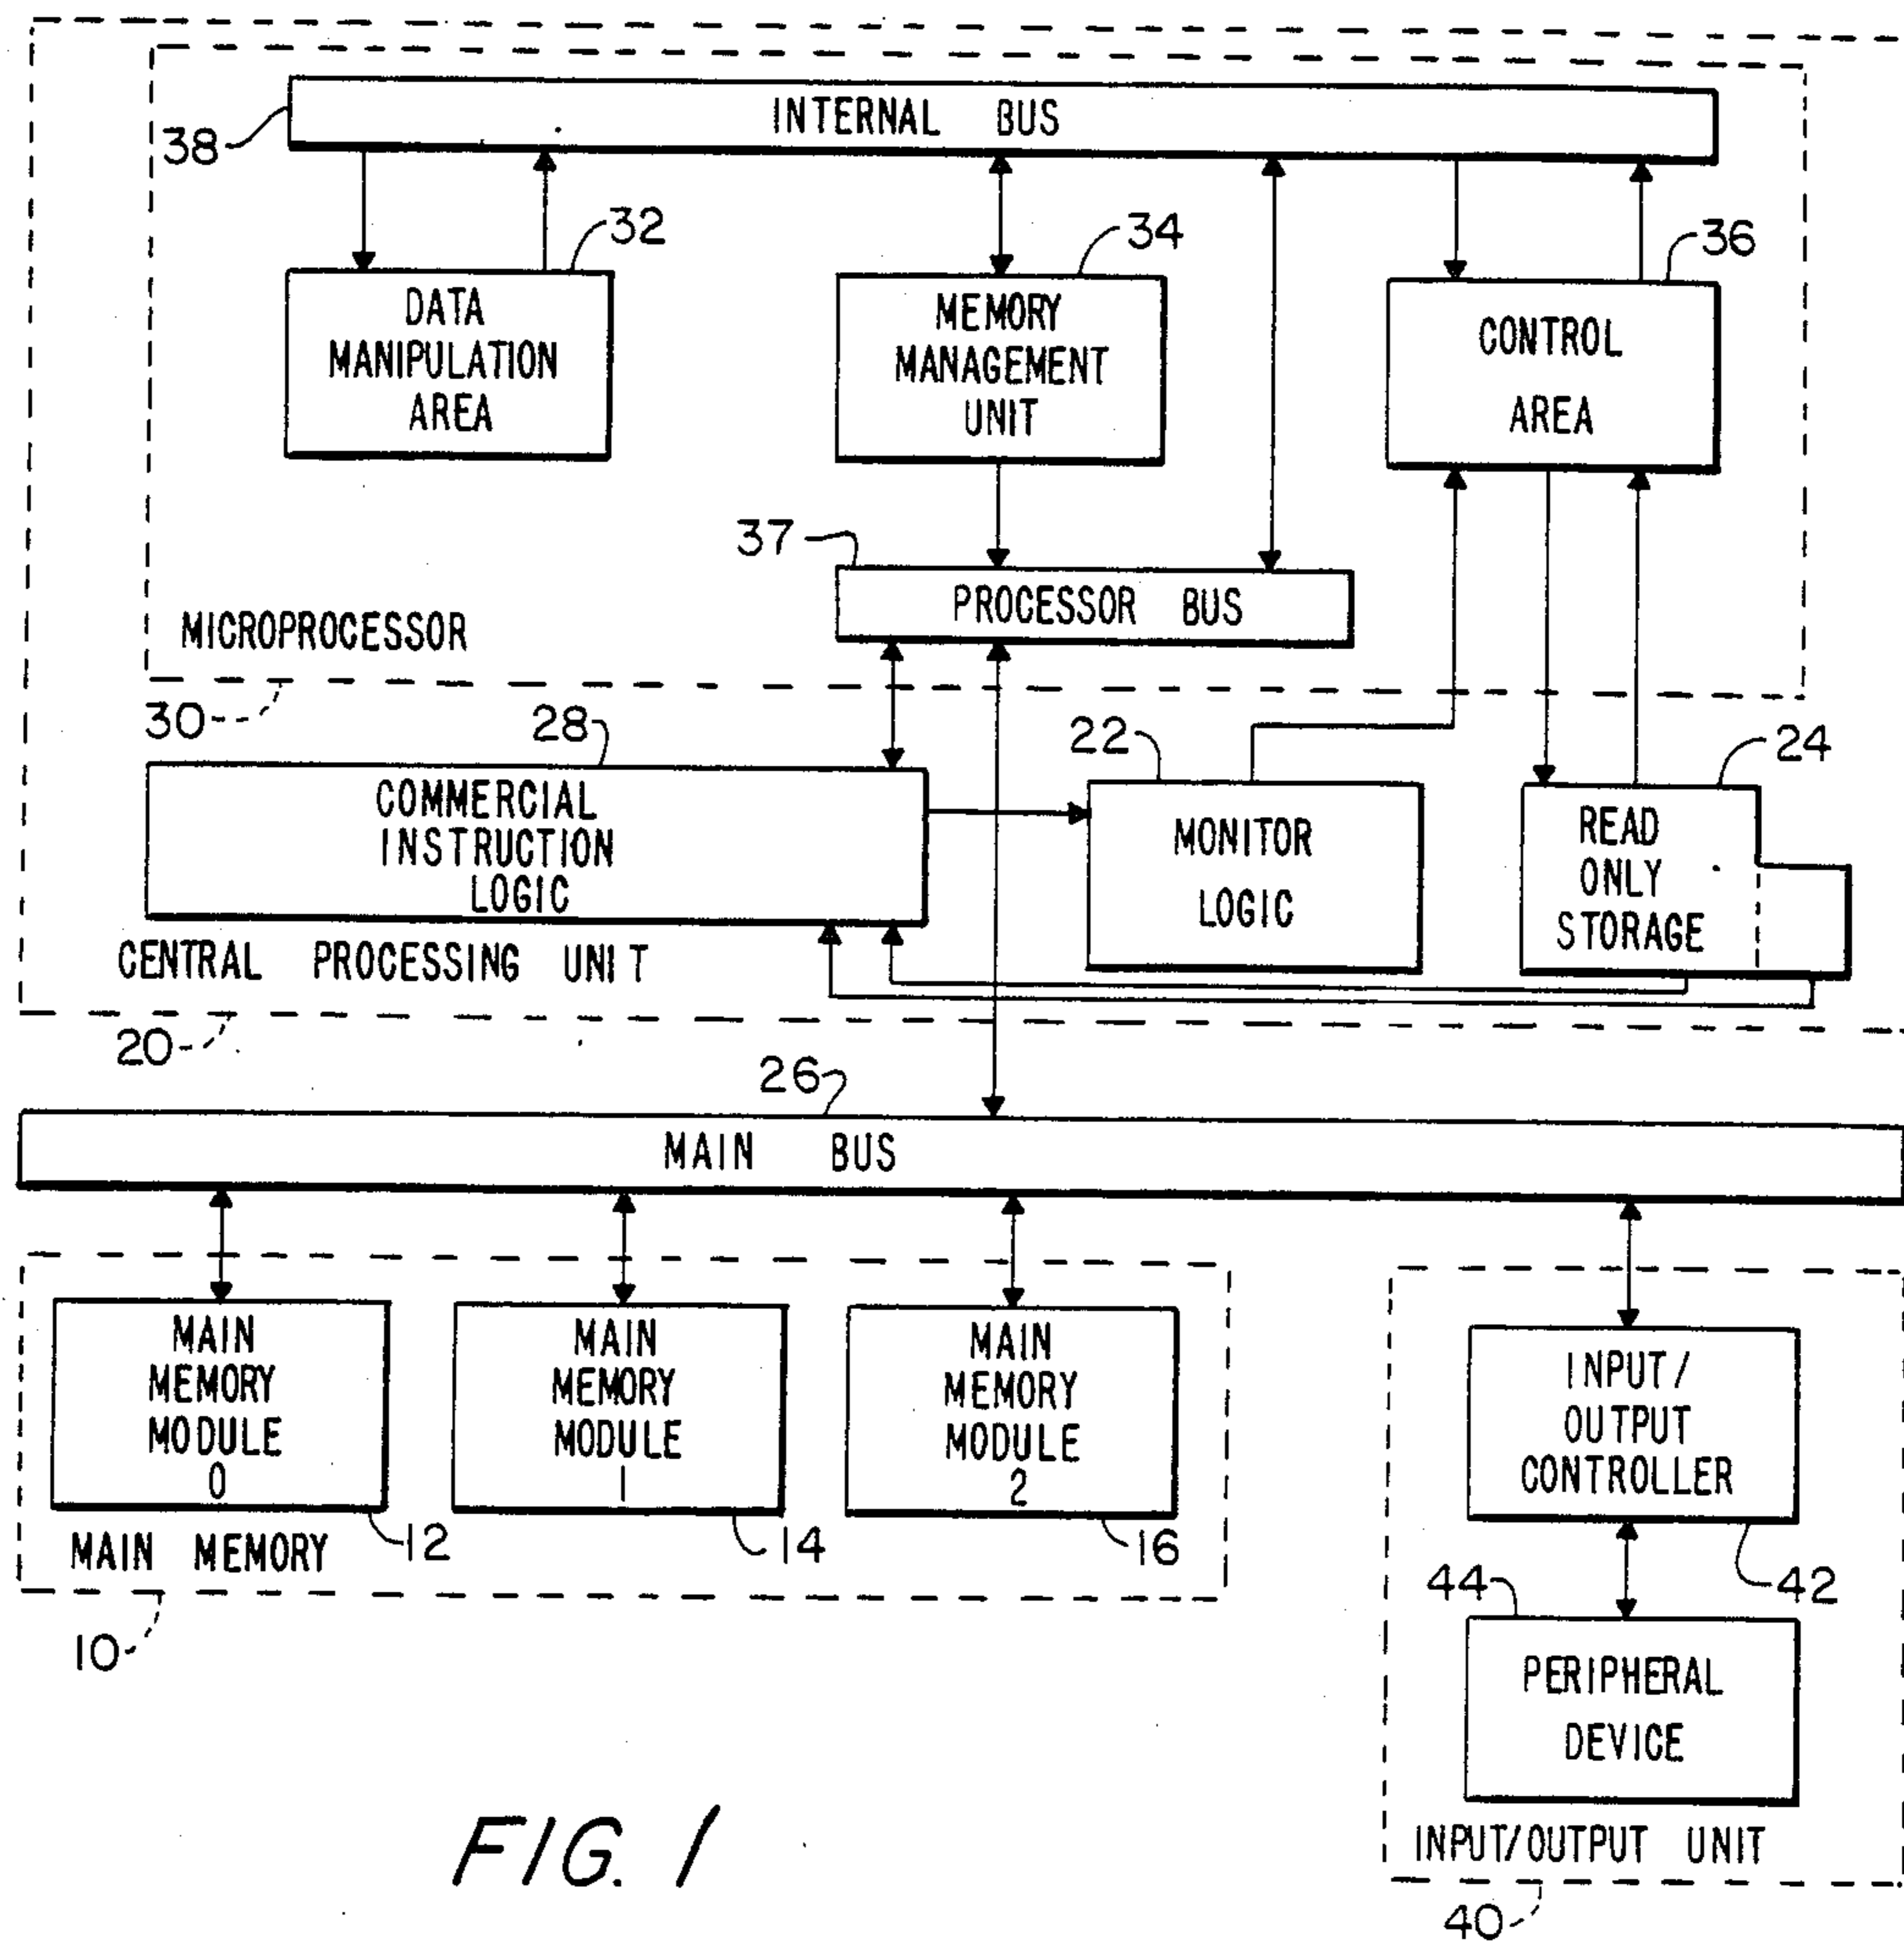 INTERNAL BUS
38
32
34
36
DATA
MANIPULATION
AREA
MEMORY
MANAGEMENT
UNIT
CONTROL
AREA
37
PROCESSOR BUS
MICROPROCESSOR
30
28
22
24
COMMERCIAL
INSTRUCTION
LOGIC
MONITOR
LOGIC
READ
ONLY
STORAGE
CENTRAL PROCESSING UNIT
20
26
MAIN BUS
MAIN
MEMORY
MODULE
0
MAIN
MEMORY
MODULE
1
MAIN
MEMORY
MODULE
2
INPUT/
OUTPUT
CONTROLLER
12
14
16
MAIN MEMORY
10
42
44
PERIPHERAL
DEVICE
INPUT/OUTPUT UNIT
40
FIG. 1